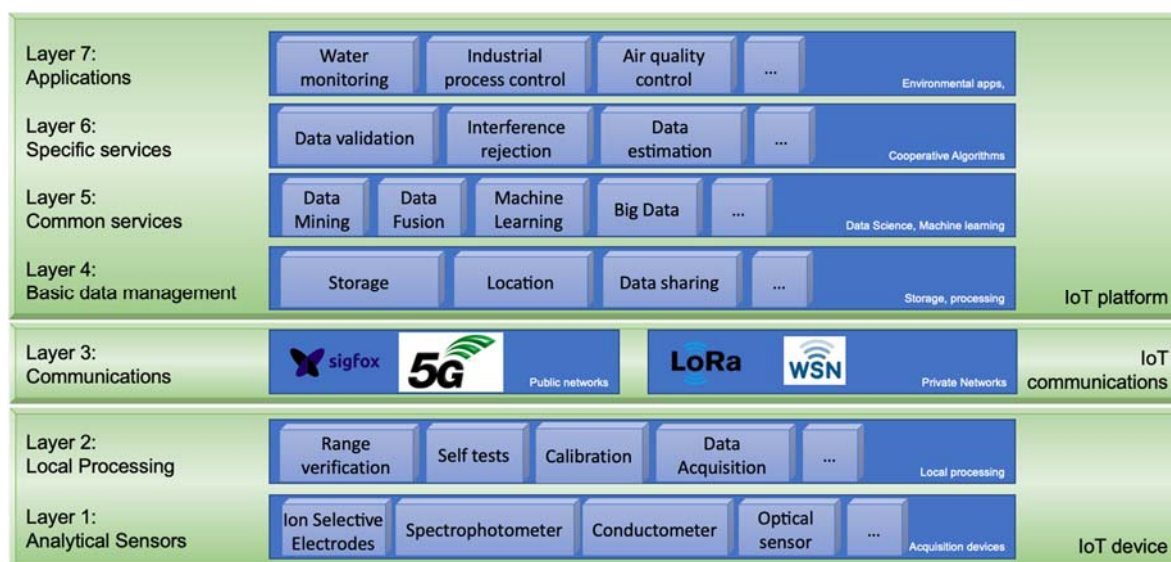 Layer 7:
Applications
Water
monitoring
Industrial
process control
Air quality
control
...
Environmental apps,
Layer 6:
Specific services
Data validation
Interference
rejection
Data
estimation
...
Cooperative Algorithms
Layer 5:
Common services
Data
Mining
Data
Fusion
Machine
Learning
Big Data
...
Data Science, Machine learning
Layer 4:
Basic data management
Storage
Location
Data sharing
...
Storage, processing
IoT platform
Layer 3:
Communications
sigfox
5G
Public networks
LoRa
WSN
Private Networks
IoT
communications
Layer 2:
Local Processing
Range
verification
Self tests
Calibration
Data
Acquisition
...
Local processing
Layer 1:
Analytical Sensors
Ion Selective
Electrodes
Spectrophotometer
Conductometer
Optical
sensor
...
Acquisition devices
IoT device